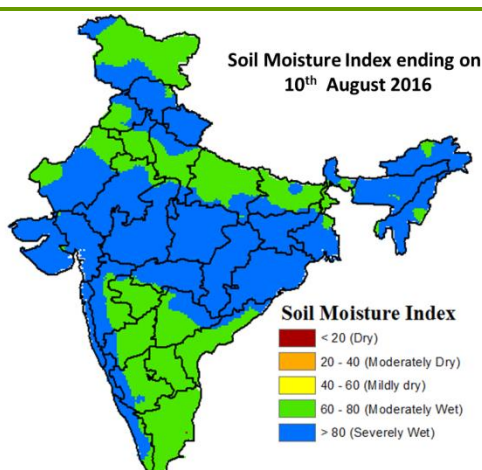 Soil Moisture Index ending on
10th August 2016
Soil Moisture Index
< 20 (Dry)
20 - 40 (Moderately Dry)
40 - 60 (Mildly dry)
60 - 80 (Moderately Wet)
> 80 (Severely Wet)